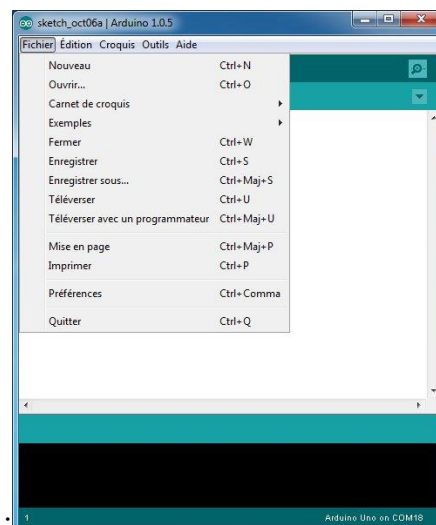 sketch_oct06a | Arduino 1.0.5
Fichier Édition Croquis Outils Aide
Nouveau Ctrl+N
Ouvrir... Ctrl+O
Carnet de croquis
Exemples
Fermer Ctrl+W
Enregistrer Ctrl+S
Enregistrer sous... Ctrl+Maj+S
Téléverser Ctrl+U
Téléverser avec un programmateur Ctrl+Maj+U
Mise en page Ctrl+Maj+P
Imprimer Ctrl+P
Préférences Ctrl+Comma
Quitter Ctrl+Q
1 Arduino Uno on COM18